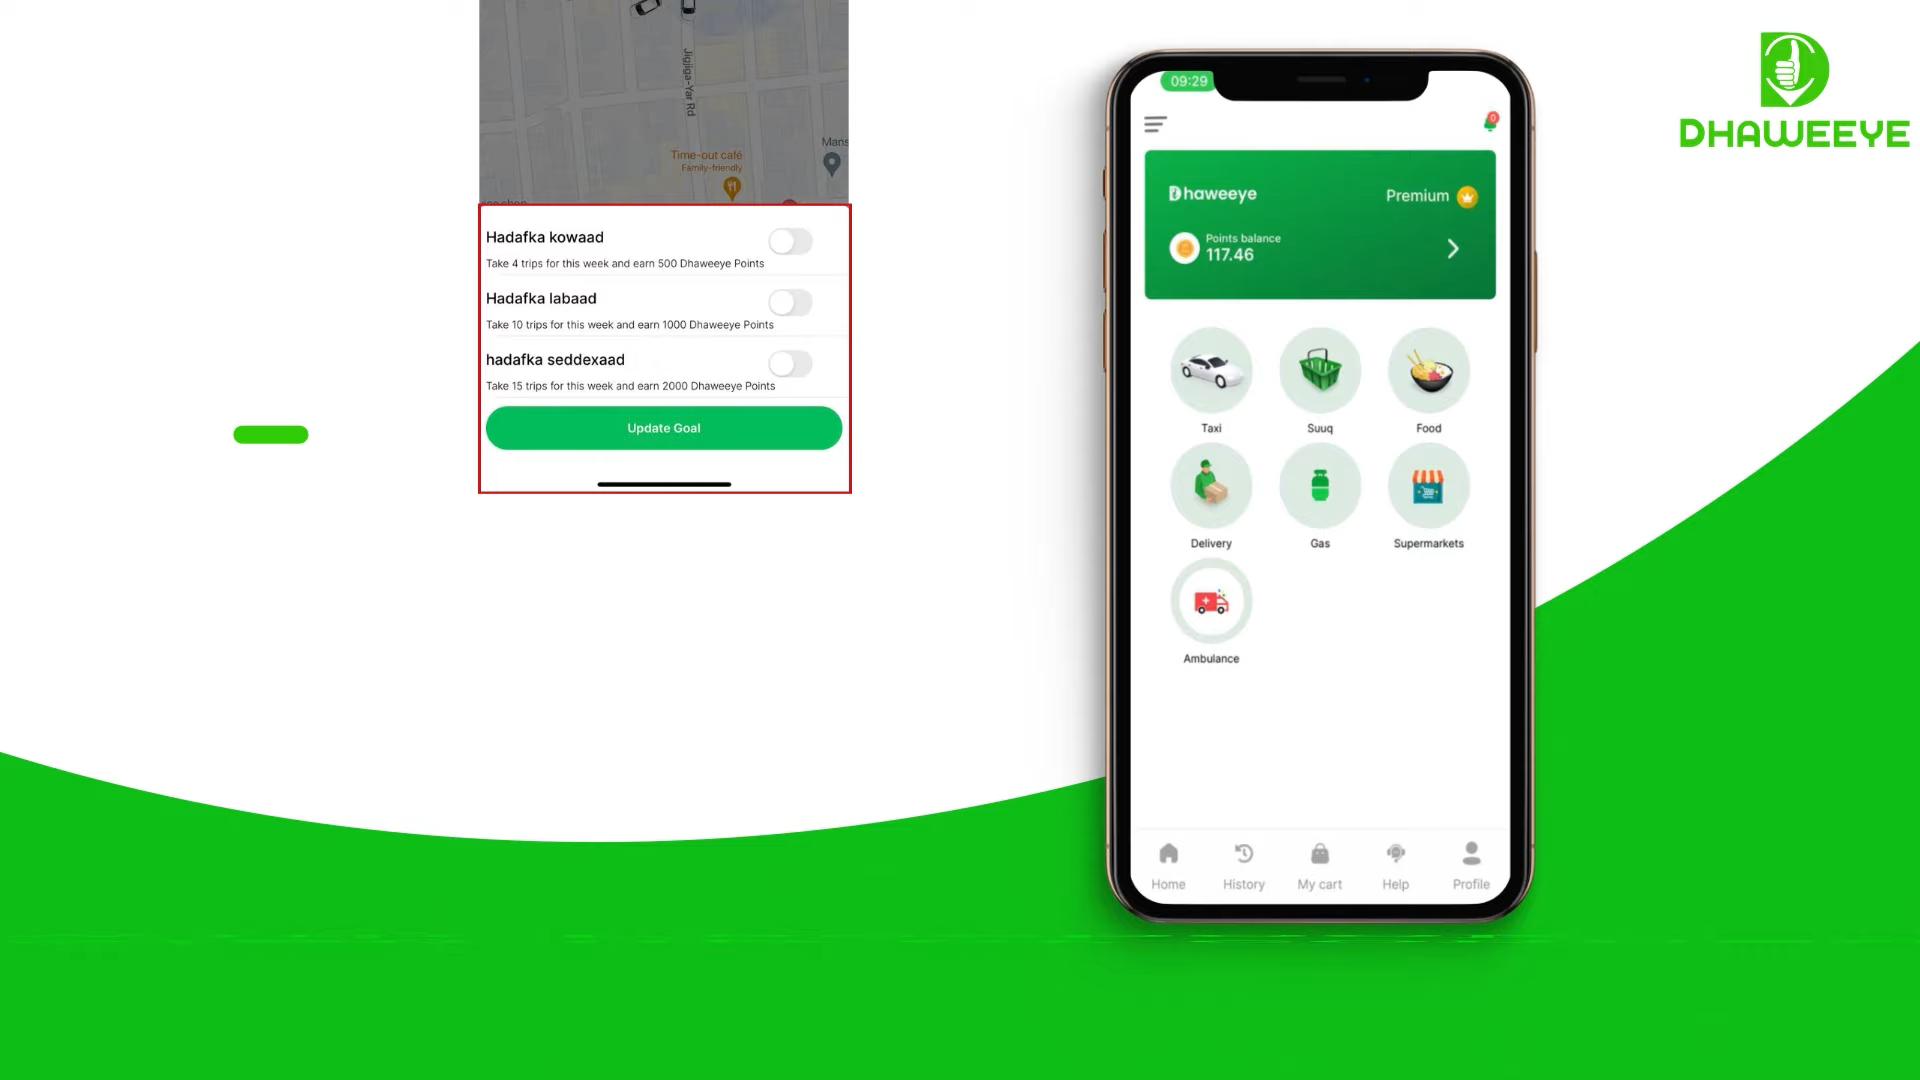 Jigjiga-Yar Rd
Time-out café
Family-friendly
Mans
Hadafka kowaad
Take 4 trips for this week and earn 500 Dhaweeye Points
Hadafka labaad
Take 10 trips for this week and earn 1000 Dhaweeye Points
hadafka seddexaad
Take 15 trips for this week and earn 2000 Dhaweeye Points
Update Goal
09:29
0
Dhaweeye
Premium
Points balance
117.46
Taxi
Suuq
Food
Delivery
Gas
Supermarkets
Ambulance
Home
History
My cart
Help
Profile
DHAWEEYE